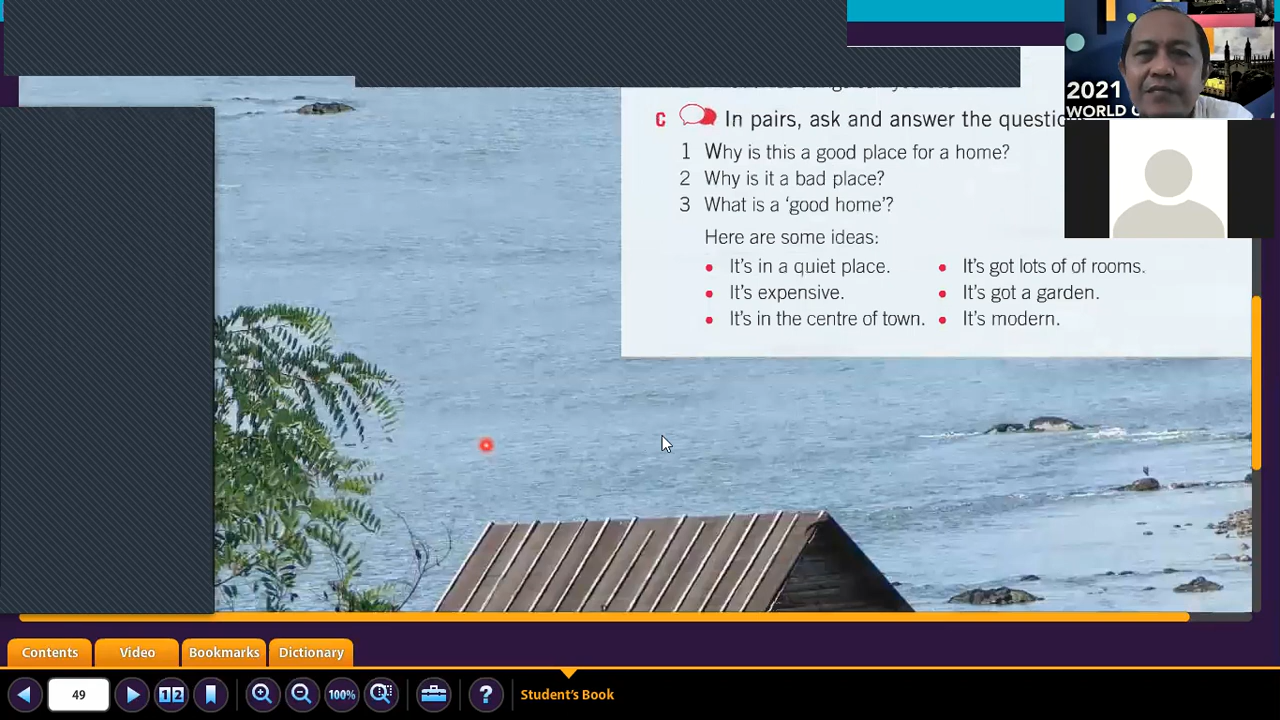 2021
WORLD
C In pairs, ask and answer the
1 Why is this a good place for a home?
2 Why is it a bad place?
3 What is a ‘good home’?
Here are some ideas:
• It’s in a quiet place.
• It’s expensive.
• It’s in the centre of town.
• It’s got lots of of rooms.
• It’s got a garden.
• It’s modern.
Contents
Video
Bookmarks
Dictionary
49
12
100%
?
Student’s Book